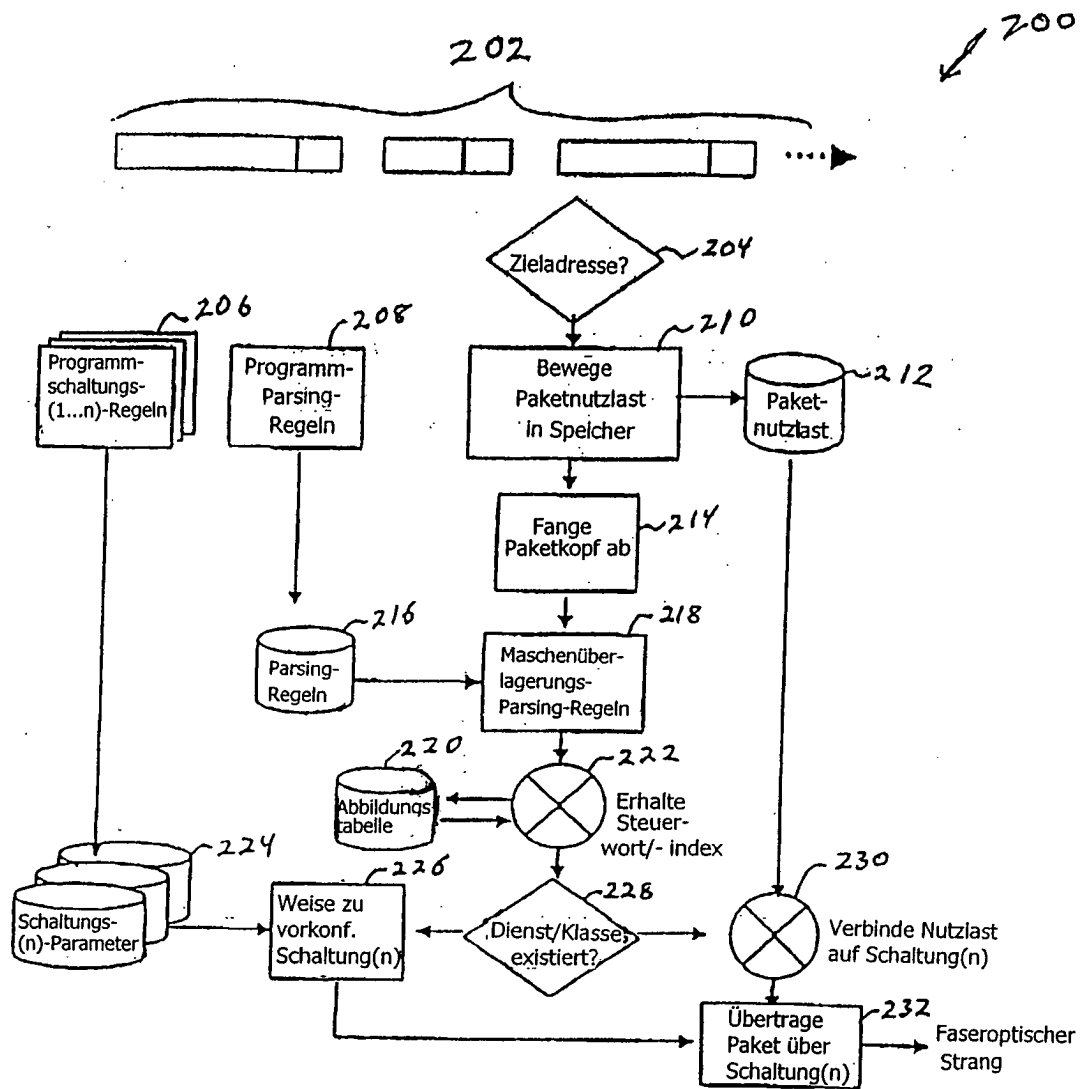 200
202
Zieladresse?
204
206
Programm-
schaltungs-
(1...n)-Regeln
208
Programm-
Parsing-
Regeln
210
Bewege
Paketnutzlast
in Speicher
212
Paket-
nutzlast
214
Fange
Paketkopf ab
216
Parsing-
Regeln
218
Maschenüber-
lagerungs-
Parsing-Regeln
220
Abbildungs-
tabelle
222
Erhalte
Steuer-
wort/- index
224
Schaltungs-
(n)-Parameter
226
Weise zu
vorkonf.
Schaltung(n)
228
Dienst/Klasse,
existiert?
230
Verbinde Nutzlast
auf Schaltung(n)
232
Übertrage
Paket über
Schaltung(n)
Faseroptischer
Strang